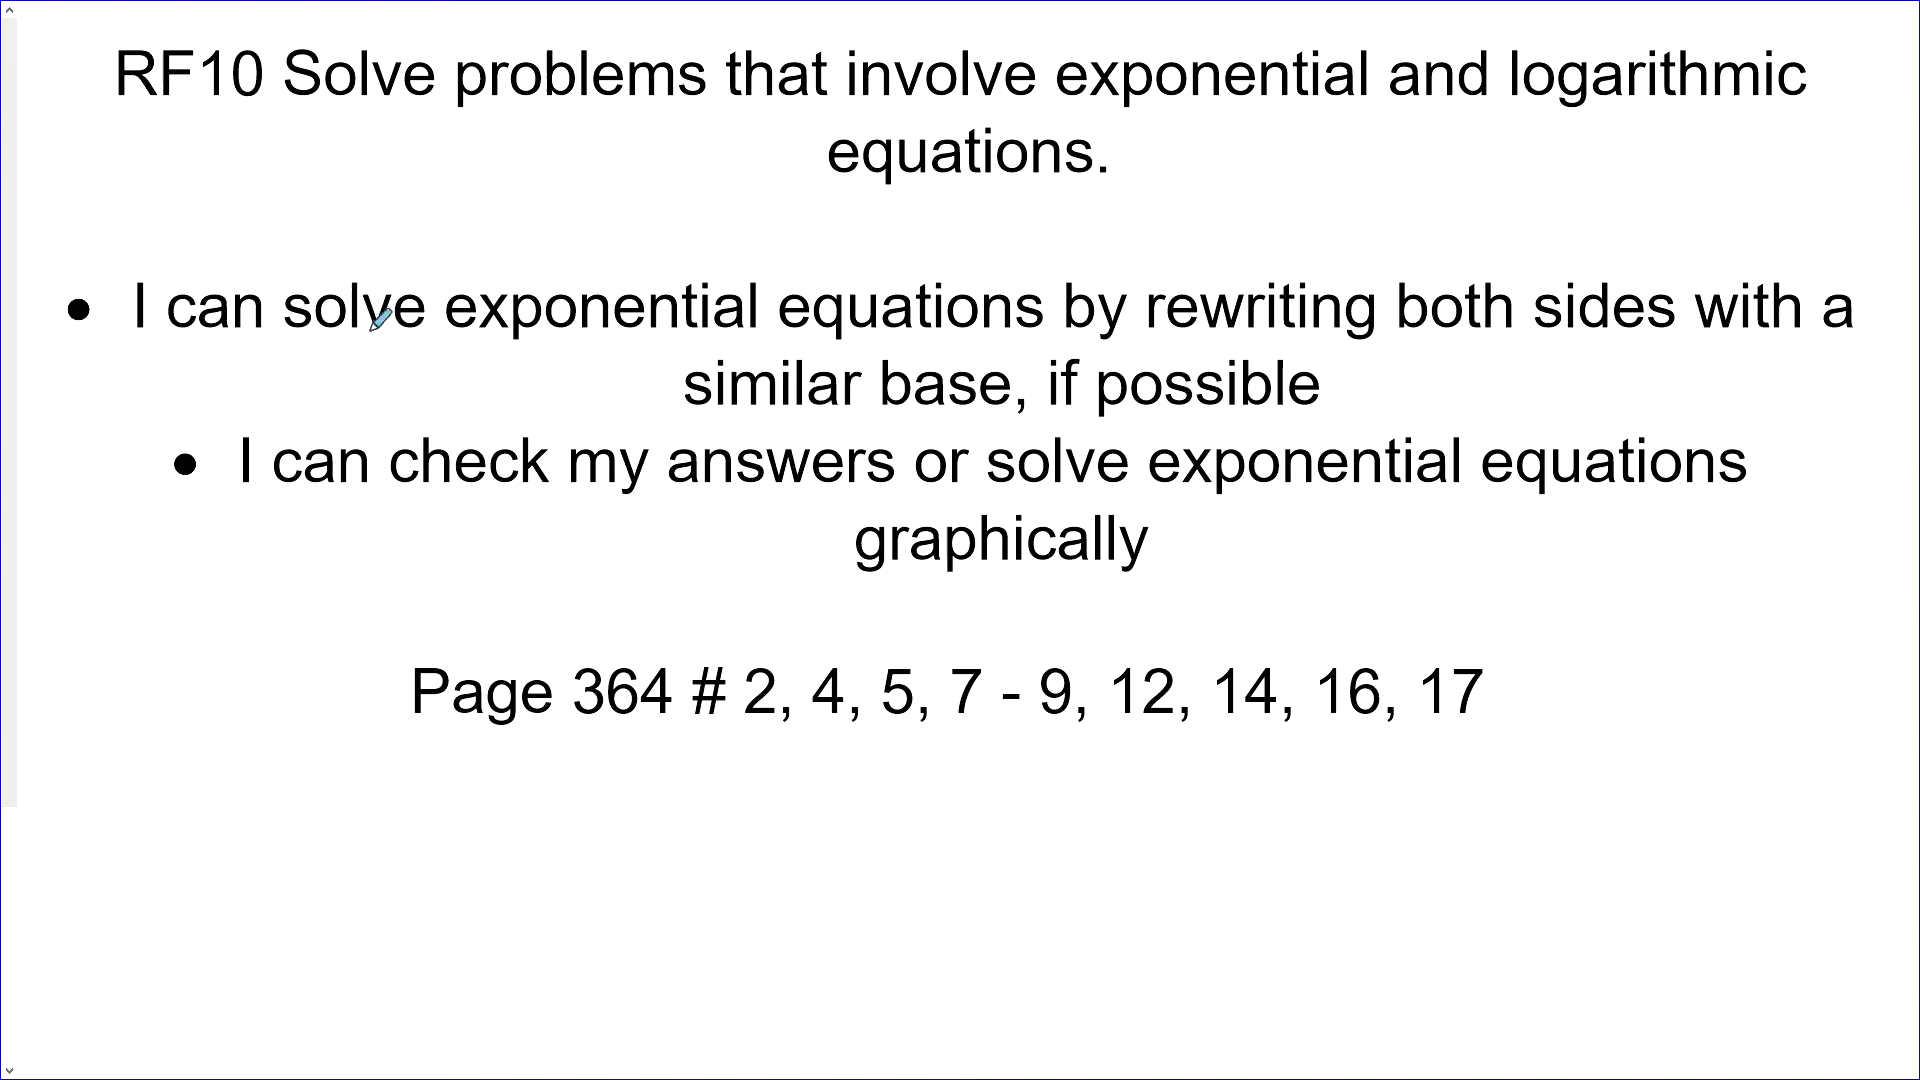 RF10 Solve problems that involve exponential and logarithmic
equations.
• I can solve exponential equations by rewriting both sides with a
similar base, if possible
• I can check my answers or solve exponential equations
graphically
Page 364 # 2, 4, 5, 7 - 9, 12, 14, 16, 17